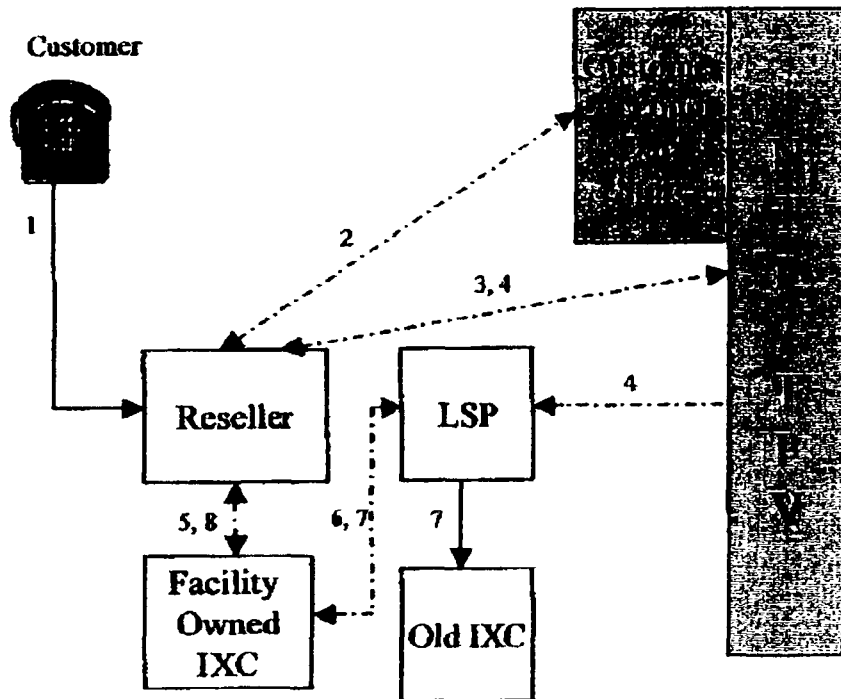 Customer
1
2
3, 4
Reseller
LSP
4
5, 8
6, 7
7
Facility
Owned
IXC
Old IXC
T
P
V